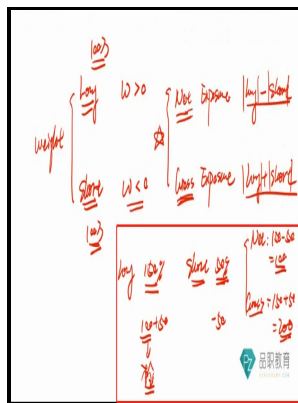 100%
Long W>0 Net Exposure |Long|-|Short|
weight
Short W<0 Gross Exposure |Long|+|Short|
100%
Long 150% Short 50%
Net: 150-50
=100
100+50 -50
Gross=150+50
=200
品职教育